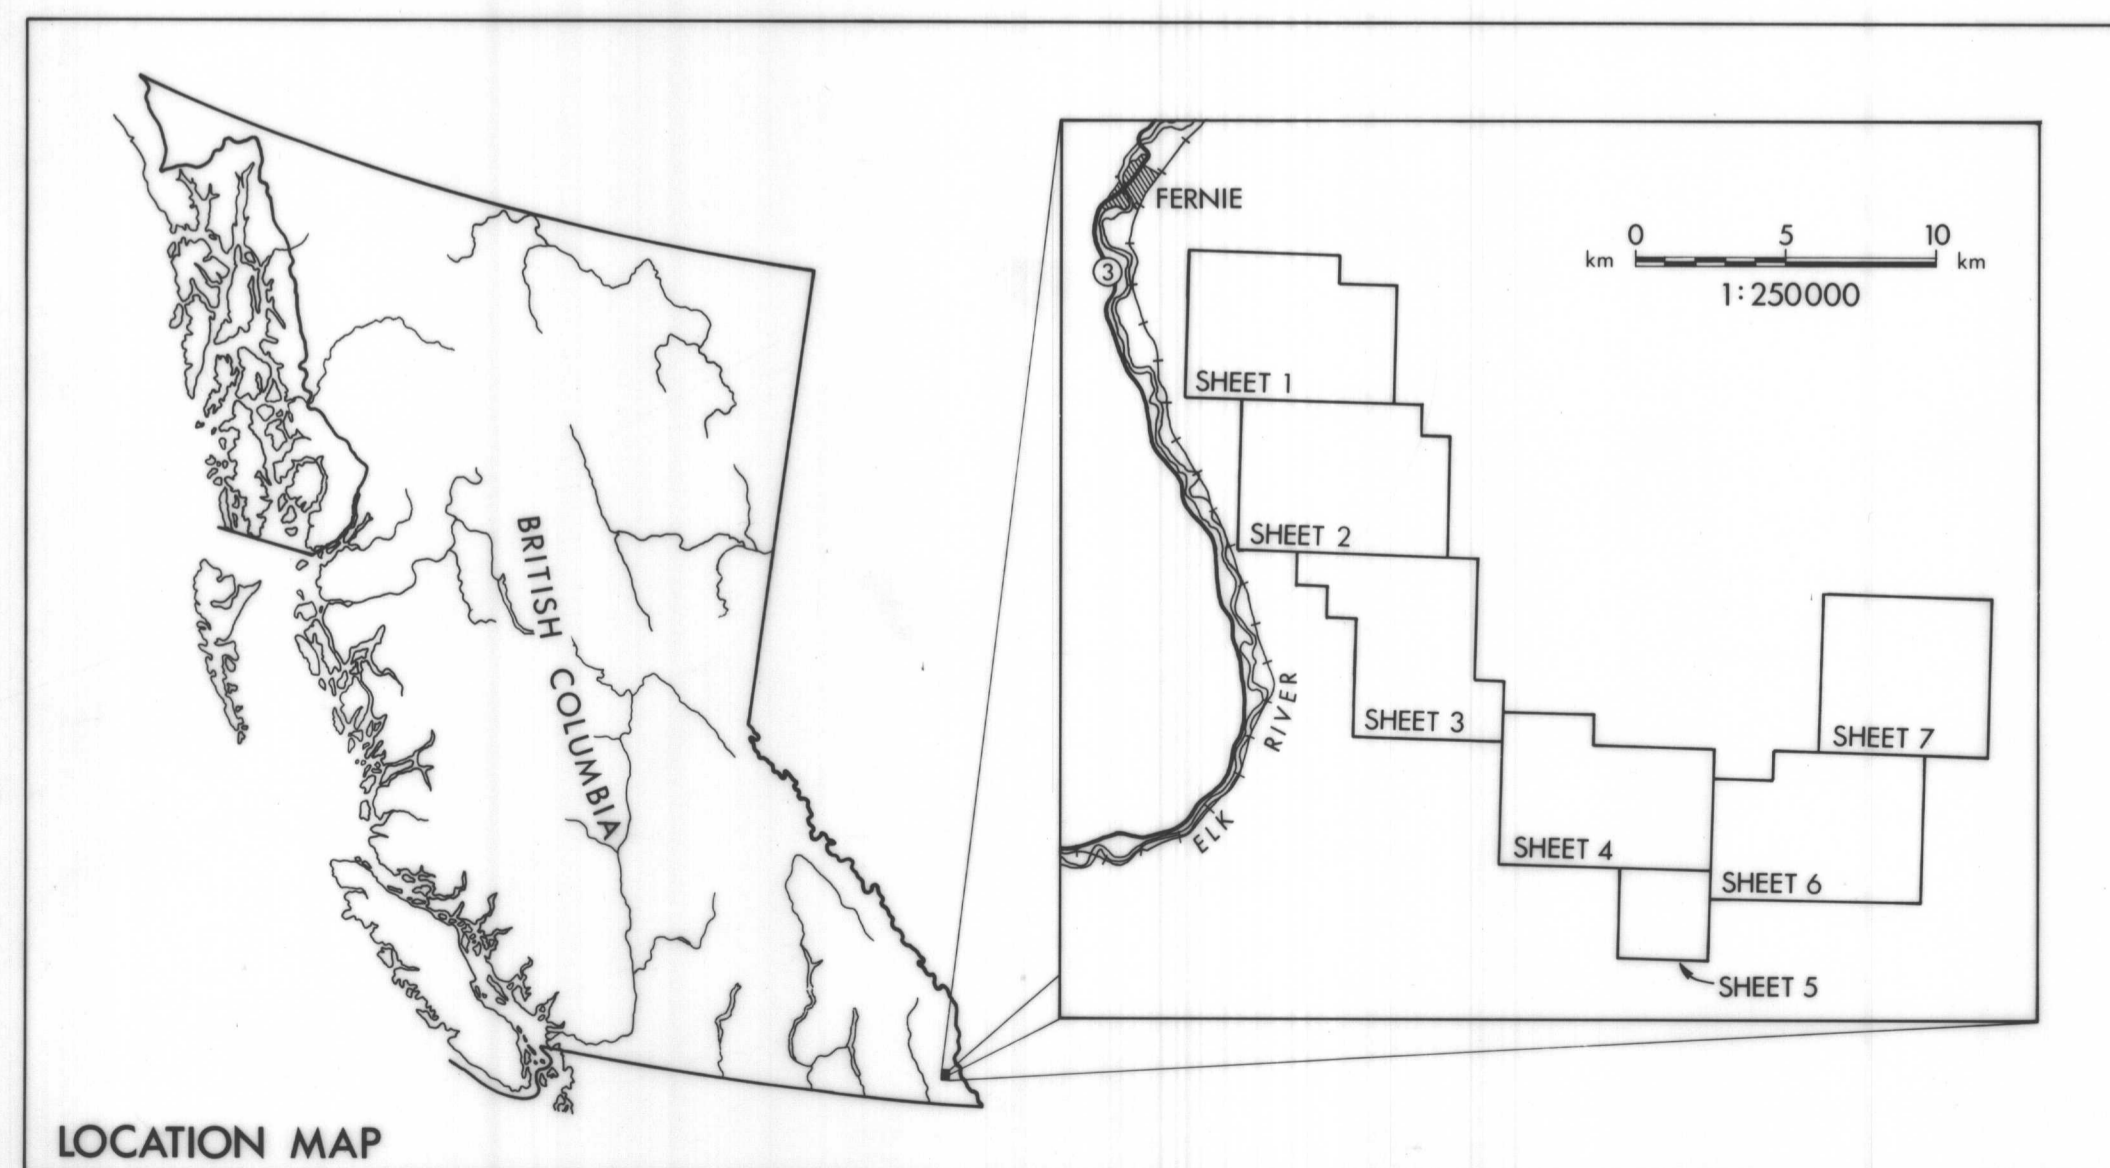 FERNIE
3
0 5 10
km km
1:250000
SHEET 1
SHEET 2
BRITISH COLUMBIA
SHEET 3
SHEET 7
ELK RIVER
SHEET 4
SHEET 6
SHEET 5
LOCATION MAP